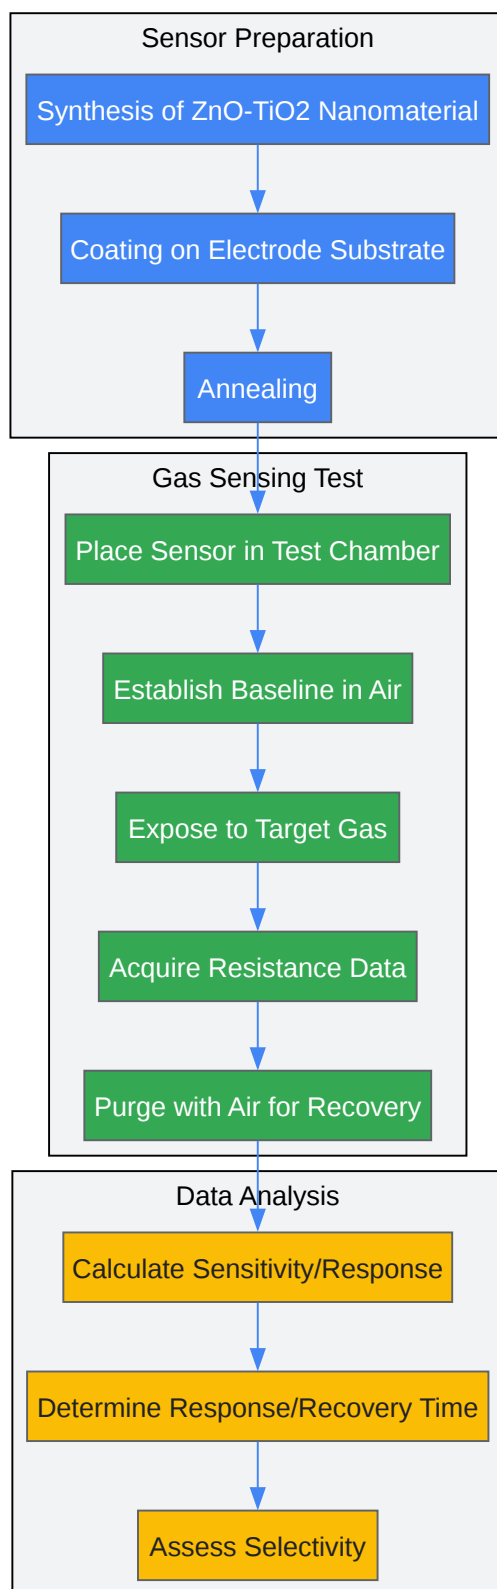 Sensor Preparation
Synthesis of ZnO-TiO2 Nanomaterial
Coating on Electrode Substrate
Annealing
Gas Sensing Test
Place Sensor in Test Chamber
Establish Baseline in Air
Expose to Target Gas
Acquire Resistance Data
Purge with Air for Recovery
Data Analysis
Calculate Sensitivity/Response
Determine Response/Recovery Time
Assess Selectivity